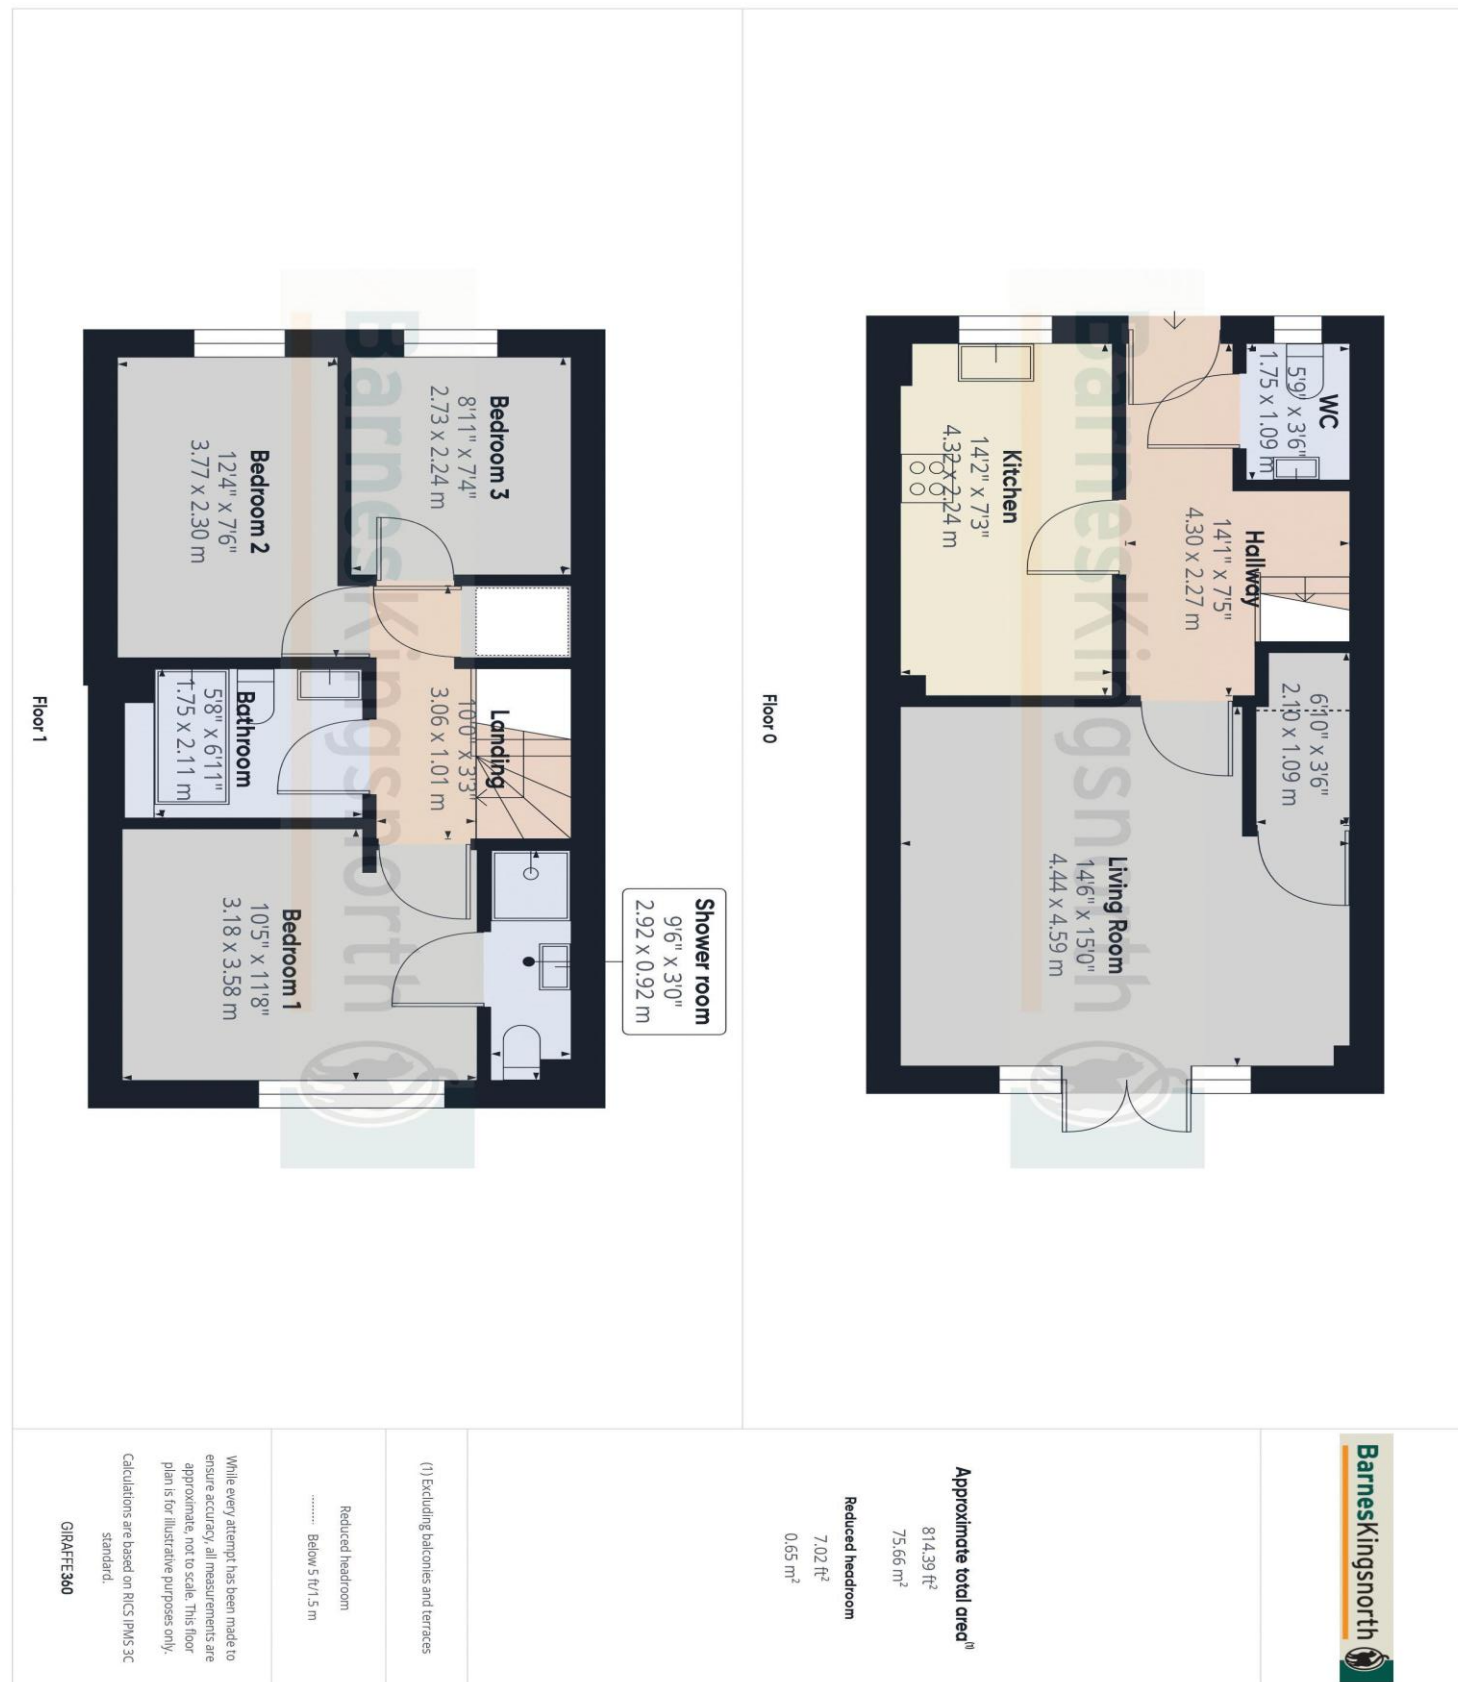 BarnesKingsnorth
BarnesKingsnorth
WC
5'9" x 3'6"
1.75 x 1.09 m
Kitchen
14'2" x 7'3"
4.32 x 2.24 m
Hallway
14'1" x 7'5"
4.30 x 2.27 m
6'10" x 3'6"
2.10 x 1.09 m
Living Room
14'6" x 15'0"
4.44 x 4.59 m
Floor 0
BarnesKingsnorth
Bedroom 3
8'11" x 7'4"
2.73 x 2.24 m
Bedroom 2
12'4" x 7'6"
3.77 x 2.30 m
Landing
10'0" x 3'3"
3.06 x 1.01 m
Bathroom
5'8" x 6'11"
1.75 x 2.11 m
Bedroom 1
10'5" x 11'8"
3.18 x 3.58 m
Shower room
9'6" x 3'0"
2.92 x 0.92 m
Floor 1
Approximate total area(1)
814.39 ft²
75.66 m²
Reduced headroom
7.02 ft²
0.65 m²
(1) Excluding balconies and terraces
Reduced headroom
Below 5 ft/1.5 m
While every attempt has been made to
ensure accuracy, all measurements are
approximate, not to scale. This floor
plan is for illustrative purposes only.
Calculations are based on RICS IPMS 3C
standard.
GIRAFFE360